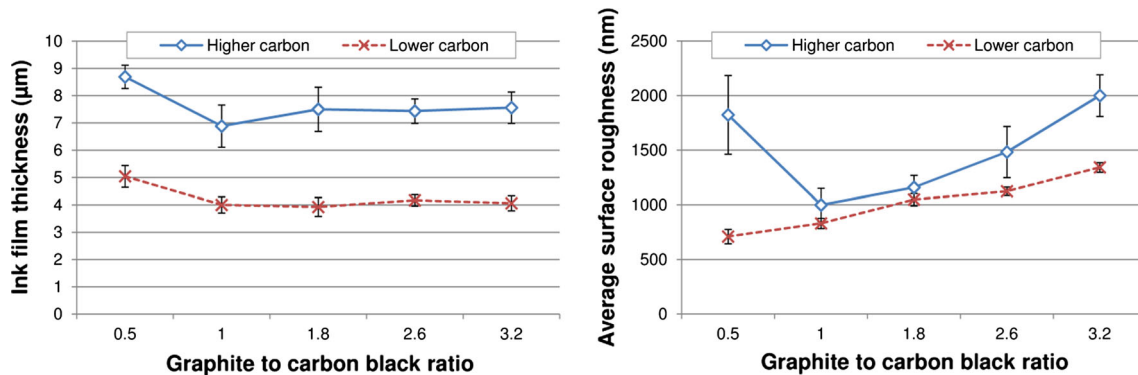 Higher carbon Lower carbon
Ink film thickness (µm)
10
9
8
7
6
5
4
3
2
1
0
0.5 1 1.8 2.6 3.2
Graphite to carbon black ratio
Higher carbon Lower carbon
Average surface roughness (nm)
2500
2000
1500
1000
500
0
0.5 1 1.8 2.6 3.2
Graphite to carbon black ratio